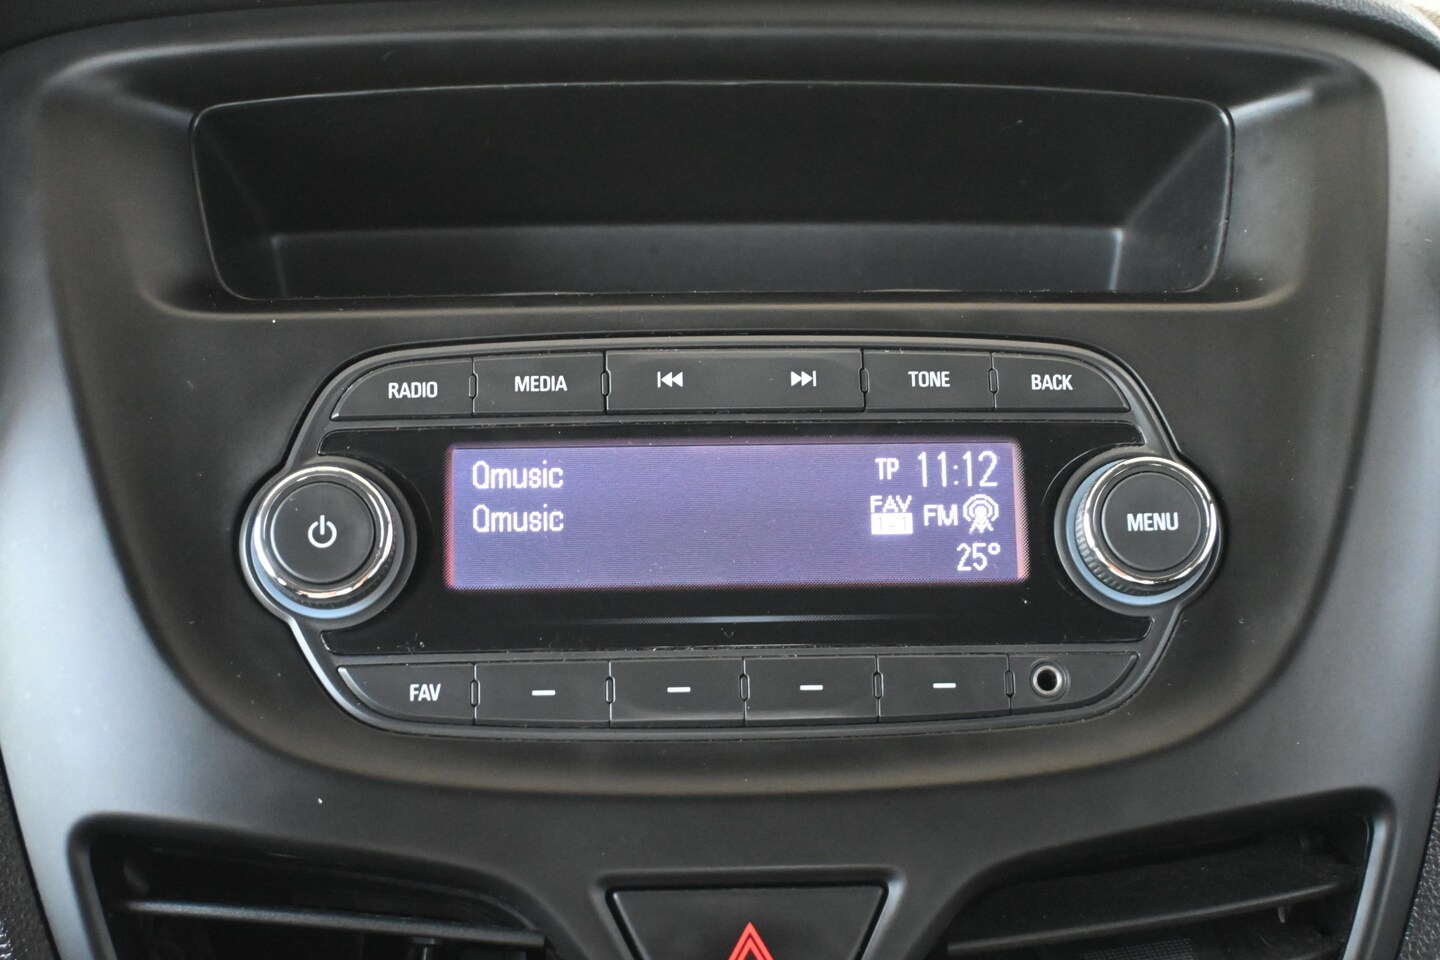 RADIO MEDIA TONE BACK
Qmusic TP 11:12
Qmusic FAV 1-1 FM
25°
MENU
FAV